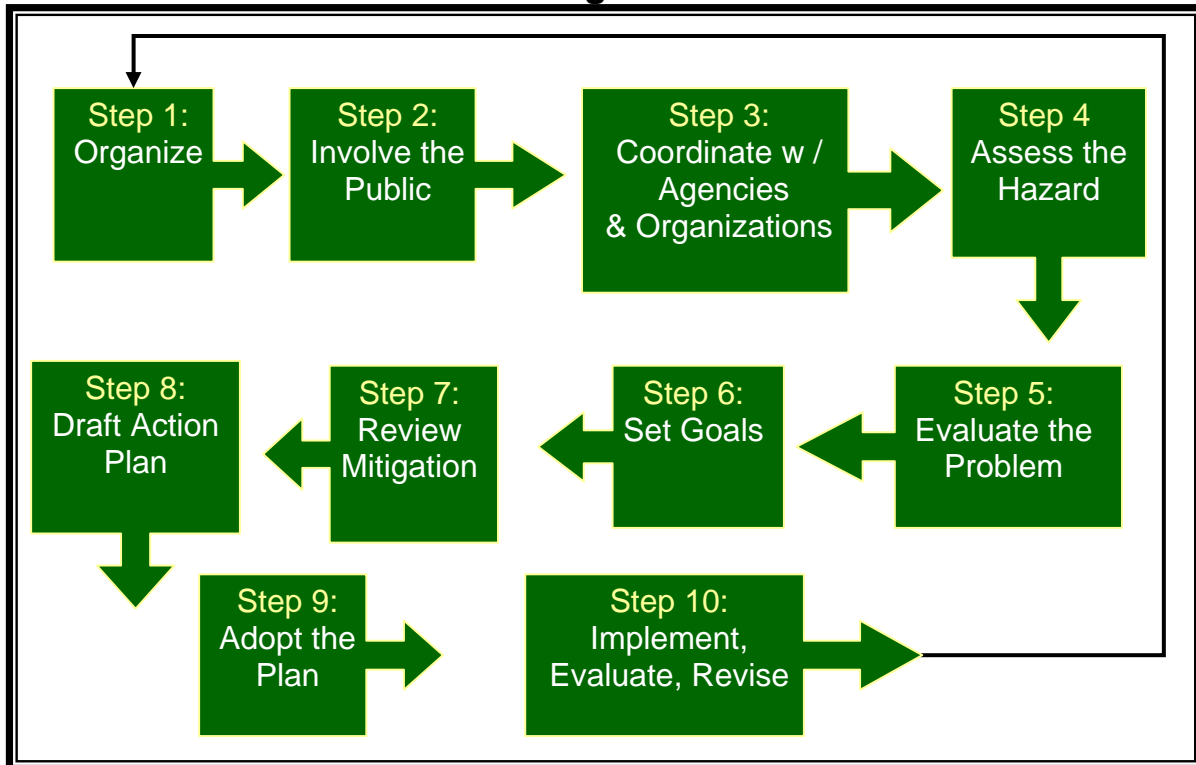 Step 1:
Organize
Step 2:
Involve the
Public
Step 3:
Coordinate w /
Agencies
& Organizations
Step 4
Assess the
Hazard
Step 5:
Evaluate the
Problem
Step 6:
Set Goals
Step 7:
Review
Mitigation
Step 8:
Draft Action
Plan
Step 9:
Adopt the
Plan
Step 10:
Implement,
Evaluate, Revise